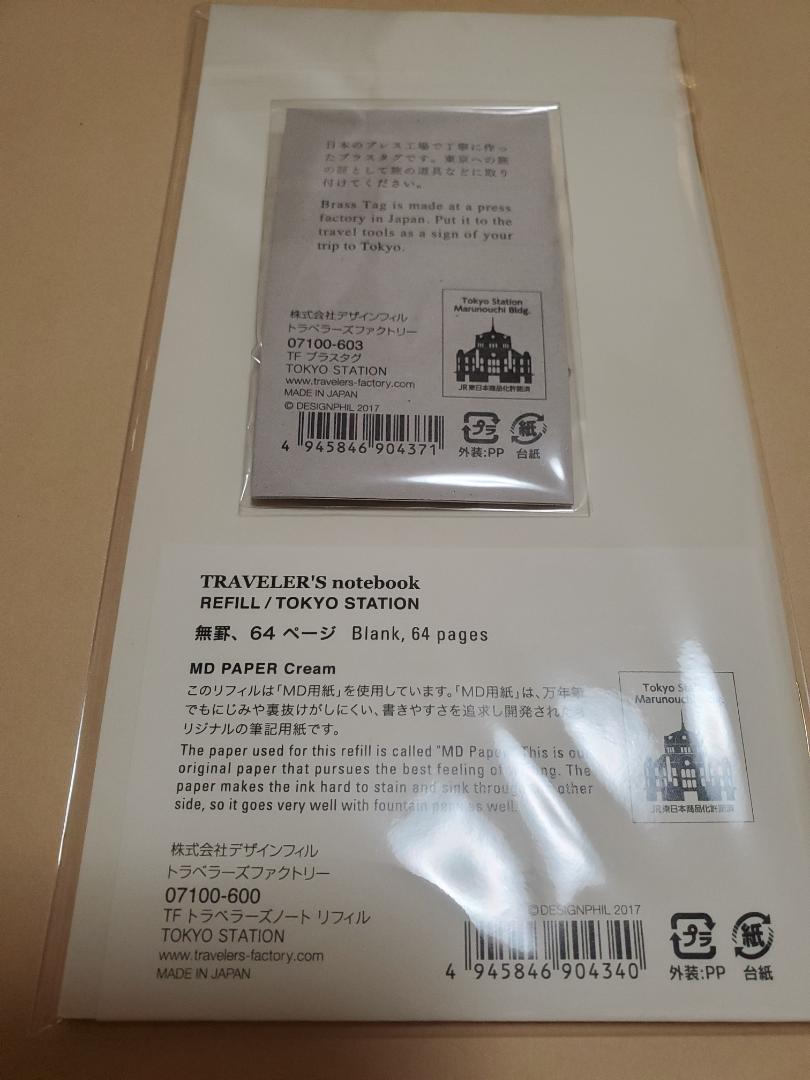 日本のプレス工場で丁寧に作っ
たブラスタグです。東京への旅
の証として旅の道具などに取り
付けてください。
Brass Tag is made at a press
factory in Japan. Put it to the
travel tools as a sign of your
trip to Tokyo.
Tokyo Station
Marunouchi Bldg.
JR東日本商品化許諾済
株式会社デザインフィル
トラベラーズファクトリー
07100-603
TF ブラスタグ
TOKYO STATION
www.travelers-factory.com
MADE IN JAPAN
© DESIGNPHIL 2017
4 945846 904371
プラ
外装:PP
紙
台紙
TRAVELER'S notebook
REFILL / TOKYO STATION
無罫、64 ページ Blank, 64 pages
MD PAPER Cream
このリフィルは「MD用紙」を使用しています。「MD用紙」は、万年筆
でもにじみや裏抜けがしにくい、書きやすさを追求し開発された
リジナルの筆記用紙です。
The paper used for this refill is called "MD Paper". This is our
original paper that pursues the best feeling of writing. The
paper makes the ink hard to stain and sink through other
side, so it goes very well with fountain pens as well.
Tokyo
Marunouchi
JR東日本商品化許諾済
株式会社デザインフィル
トラベラーズファクトリー
07100-600
TF トラベラーズノート リフィル
TOKYO STATION
www.travelers-factory.com
MADE IN JAPAN
© DESIGNPHIL 2017
4 945846 904340
プラ
外装:PP
紙
台紙